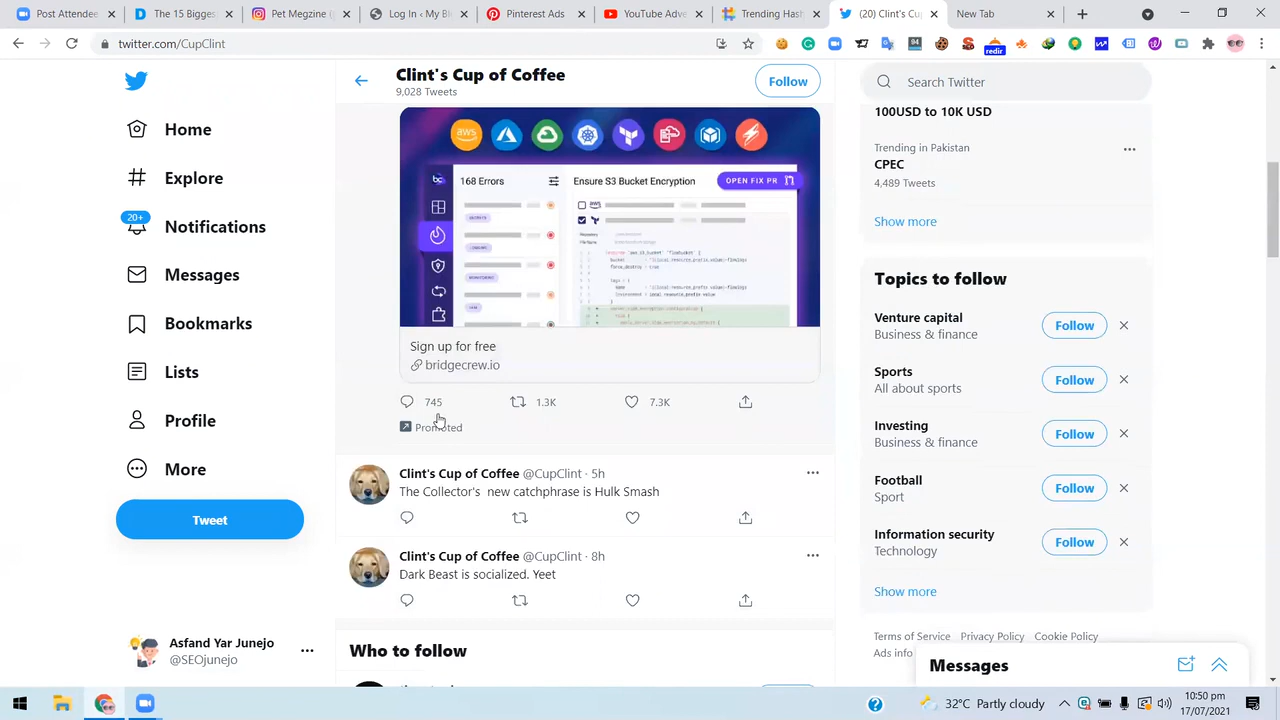 Facebook
The 10 Biggest
Pet Megzine (
In ‹ My Bl
Pinterest Ads
YouTube Adve
Trending Hash
(20) Clint's Cup
New Tab
twitter.com/CupClint
94
redir
Clint's Cup of Coffee
9,028 Tweets
Follow
Search Twitter
Home
Explore
20+
Notifications
Messages
Bookmarks
Lists
Profile
More
Tweet
Asfand Yar Junejo
@SEOjunejo
aws
168 Errors
Ensure S3 Bucket Encryption
OPEN FIX PR
Sign up for free
bridgecrew.io
745
1.3K
7.3K
Promoted
Clint's Cup of Coffee @CupClint · 5h
The Collector's new catchphrase is Hulk Smash
Clint's Cup of Coffee @CupClint · 8h
Dark Beast is socialized. Yeet
Who to follow
100USD to 10K USD
Trending in Pakistan
CPEC
4,489 Tweets
Show more
Topics to follow
Venture capital
Business & finance
Follow
Sports
All about sports
Follow
Investing
Business & finance
Follow
Football
Sport
Follow
Information security
Technology
Follow
Show more
Terms of Service Privacy Policy Cookie Policy
Ads info
Messages
32°C Partly cloudy
10:50 pm
17/07/2021